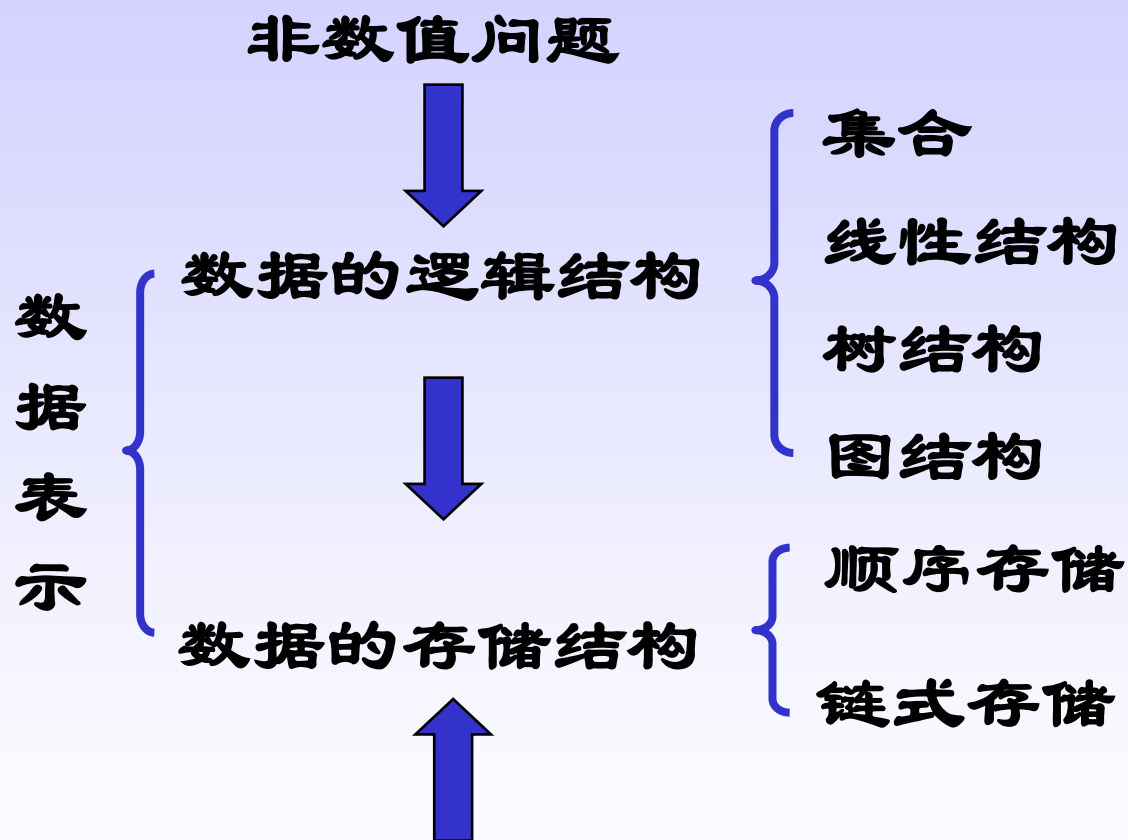 非数值问题
数据表示
数据的逻辑结构
集合
线性结构
树结构
图结构
数据的存储结构
顺序存储
链式存储